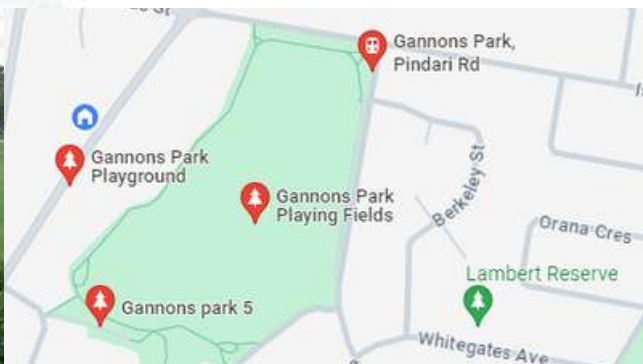 Gannons Park,
Pindari Rd
Gannons Park
Playground
Gannons Park
Playing Fields
Berkeley St
Orana Cres
Lambert Reserve
Gannons park 5
Whitegates Ave